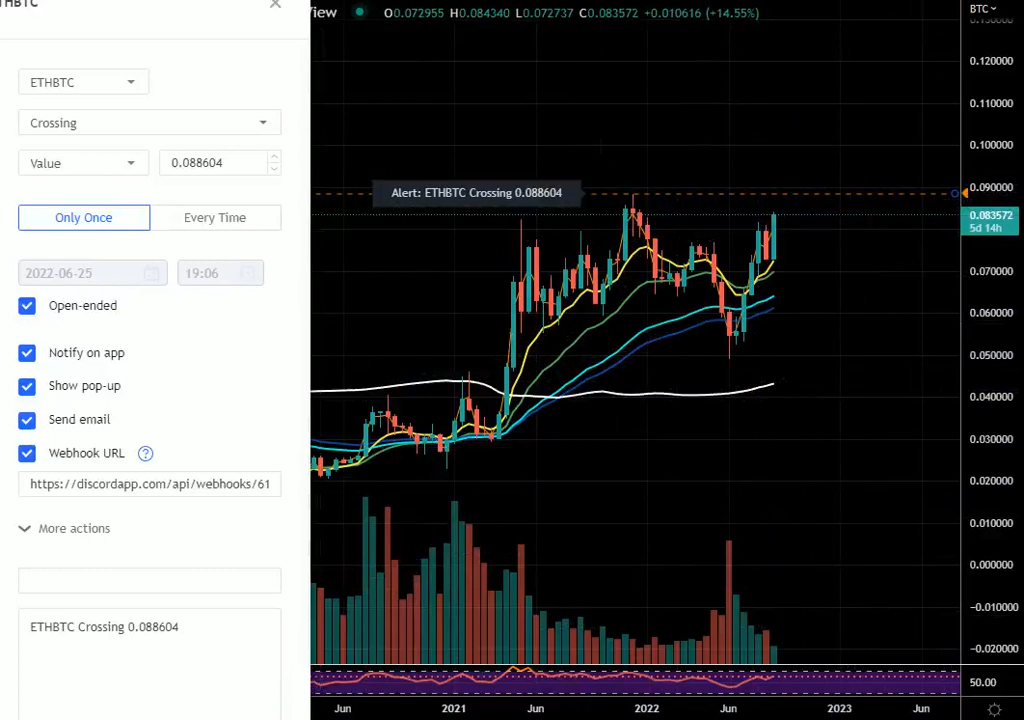 THBTC
ETHBTC
Crossing
Value
0.088604
Only Once
Every Time
2022-06-25
19:06
Open-ended
Notify on app
Show pop-up
Send email
Webhook URL ?
https://discordapp.com/api/webhooks/61
More actions
ETHBTC Crossing 0.088604
View
O0.072955 H0.084340 L0.072737 C0.083572 +0.010616 (+14.55%)
Alert: ETHBTC Crossing 0.088604
BTC
0.130000
0.120000
0.110000
0.100000
0.090000
0.083572
5d 14h
0.070000
0.060000
0.050000
0.040000
0.030000
0.020000
0.010000
0.000000
−0.010000
−0.020000
50.00
Jun
2021
Jun
2022
Jun
2023
Jun